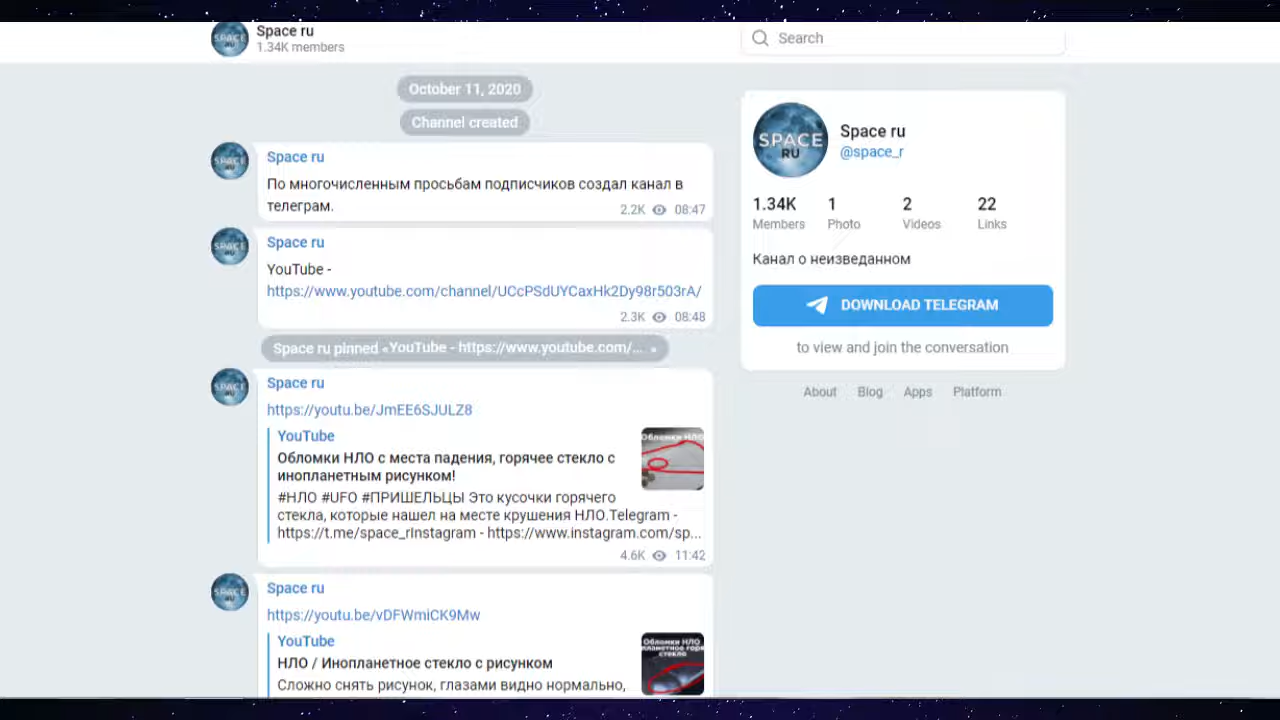 Space ru
1.34K members
Search
October 11, 2020
Channel created
Space ru
По многочисленным просьбам подписчиков создал канал в
телеграм.
2.2K 08:47
Space ru
YouTube -
https://www.youtube.com/channel/UCcPSdUYCaxHk2Dy98r503rA/
2.3K 08:48
Space ru pinned «YouTube - https://www.youtube.com/... »
Space ru
https://youtu.be/JmEE6SJULZ8
YouTube
Обломки НЛО с места падения, горячее стекло с
инопланетным рисунком!
#НЛО #UFO #ПРИШЕЛЬЦЫ Это кусочки горячего
стекла, которые нашел на месте крушения НЛО.Telegram -
https://t.me/space_rInstagram - https://www.instagram.com/sp...
Обломки НЛО
4.6K 11:42
Space ru
https://youtu.be/vDFWmiCK9Mw
YouTube
НЛО / Инопланетное стекло с рисунком
Сложно снять рисунок, глазами видно нормально,
Обломки НЛО
стекло
SPACE
RU
Space ru
@space_r
1.34K 1 2 22
Members Photo Videos Links
Канал о неизведанном
DOWNLOAD TELEGRAM
to view and join the conversation
About Blog Apps Platform